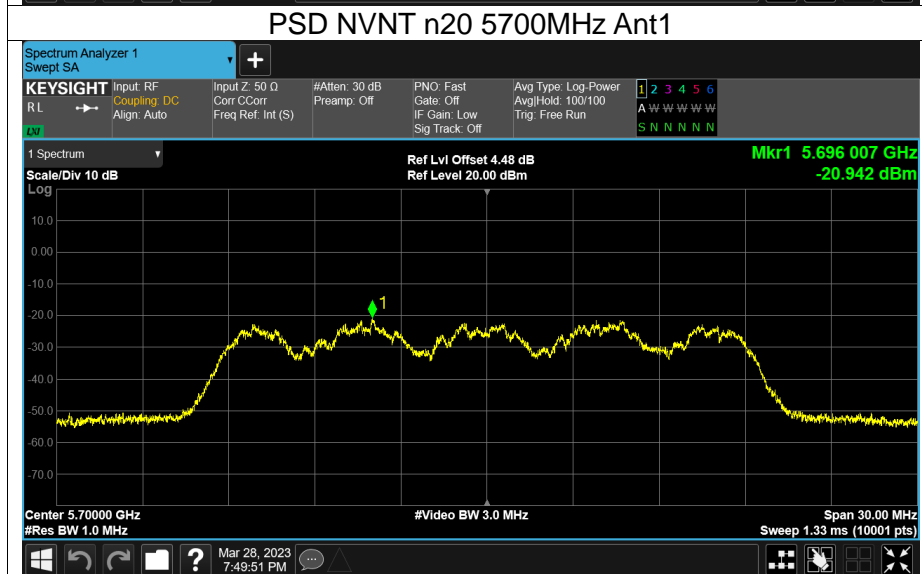 PSD NVNT n20 5700MHz Ant1
Spectrum Analyzer 1
Swept SA
+
KEYSIGHT Input: RF Input Z: 50 Ω #Atten: 30 dB PNO: Fast Avg Type: Log-Power 1 2 3 4 5 6
R L Coupling: DC Corr CCorr Preamp: Off Gate: Off Avg|Hold: 100/100 A W W W W W
Align: Auto Freq Ref: Int (S) IF Gain: Low Trig: Free Run
LXI Sig Track: Off S N N N N N
1 Spectrum Ref Lvl Offset 4.48 dB Mkr1 5.696 007 GHz
Scale/Div 10 dB Ref Level 20.00 dBm -20.942 dBm
Log
10.0
0.00
-10.0
1
-20.0
-30.0
-40.0
-50.0
-60.0
-70.0
Center 5.70000 GHz #Video BW 3.0 MHz Span 30.00 MHz
#Res BW 1.0 MHz Sweep 1.33 ms (10001 pts)
? Mar 28, 2023
7:49:51 PM